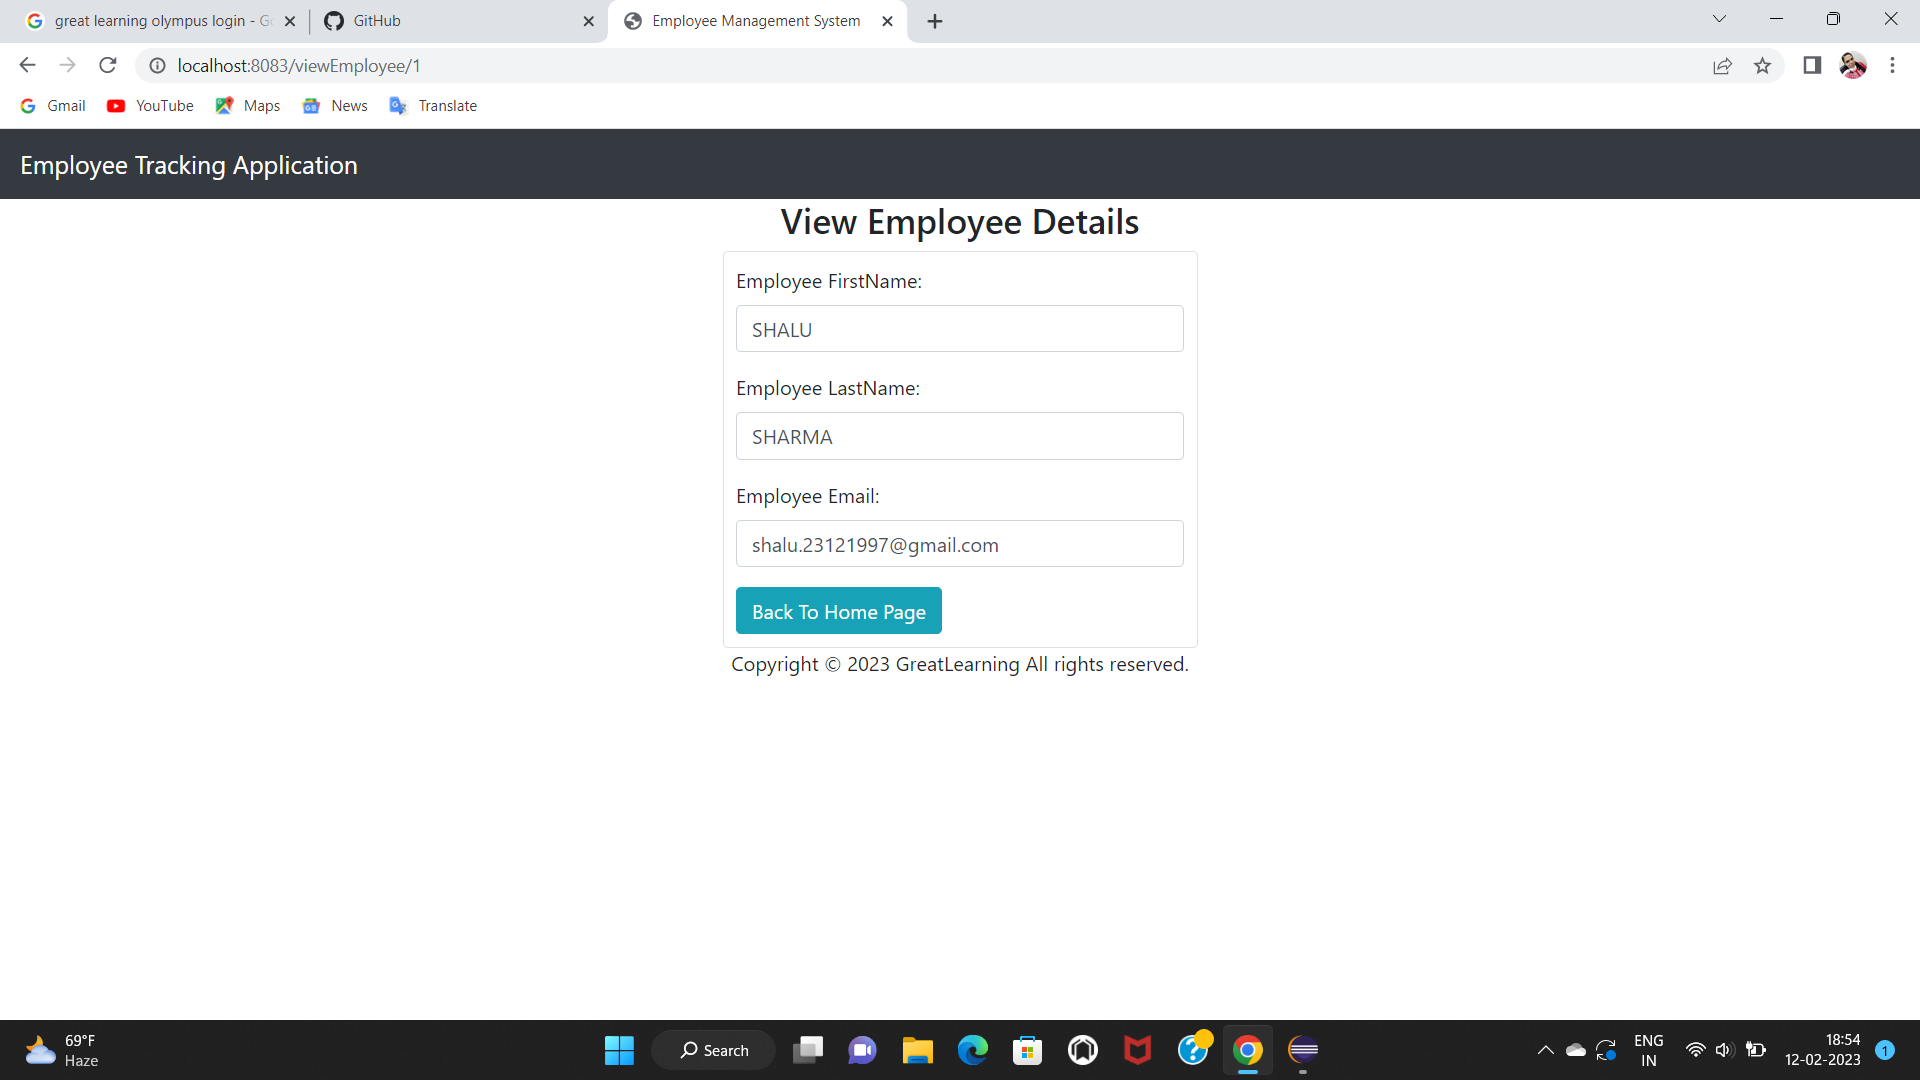 great learning olympus login - Go
GitHub
Employee Management System
localhost:8083/viewEmployee/1
Gmail
YouTube
Maps
News
Translate
Employee Tracking Application
View Employee Details
Employee FirstName:
SHALU
Employee LastName:
SHARMA
Employee Email:
shalu.23121997@gmail.com
Back To Home Page
Copyright © 2023 GreatLearning All rights reserved.
69°F
Haze
Search
ENG
IN
18:54
12-02-2023
1